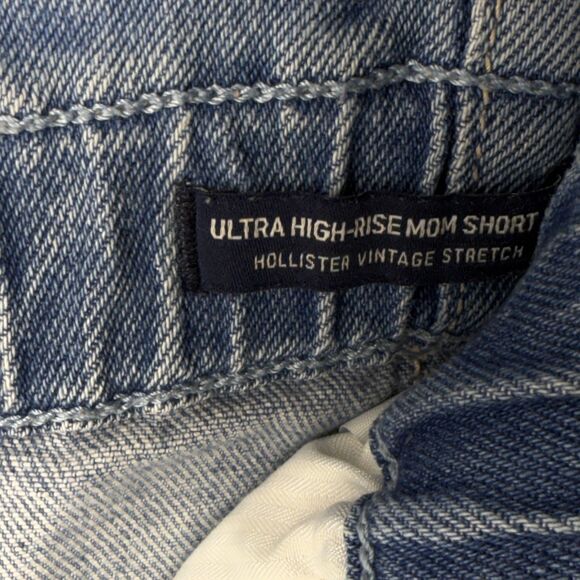 ULTRA HIGH-RISE MOM SHORT
HOLLISTER VINTAGE STRETCH